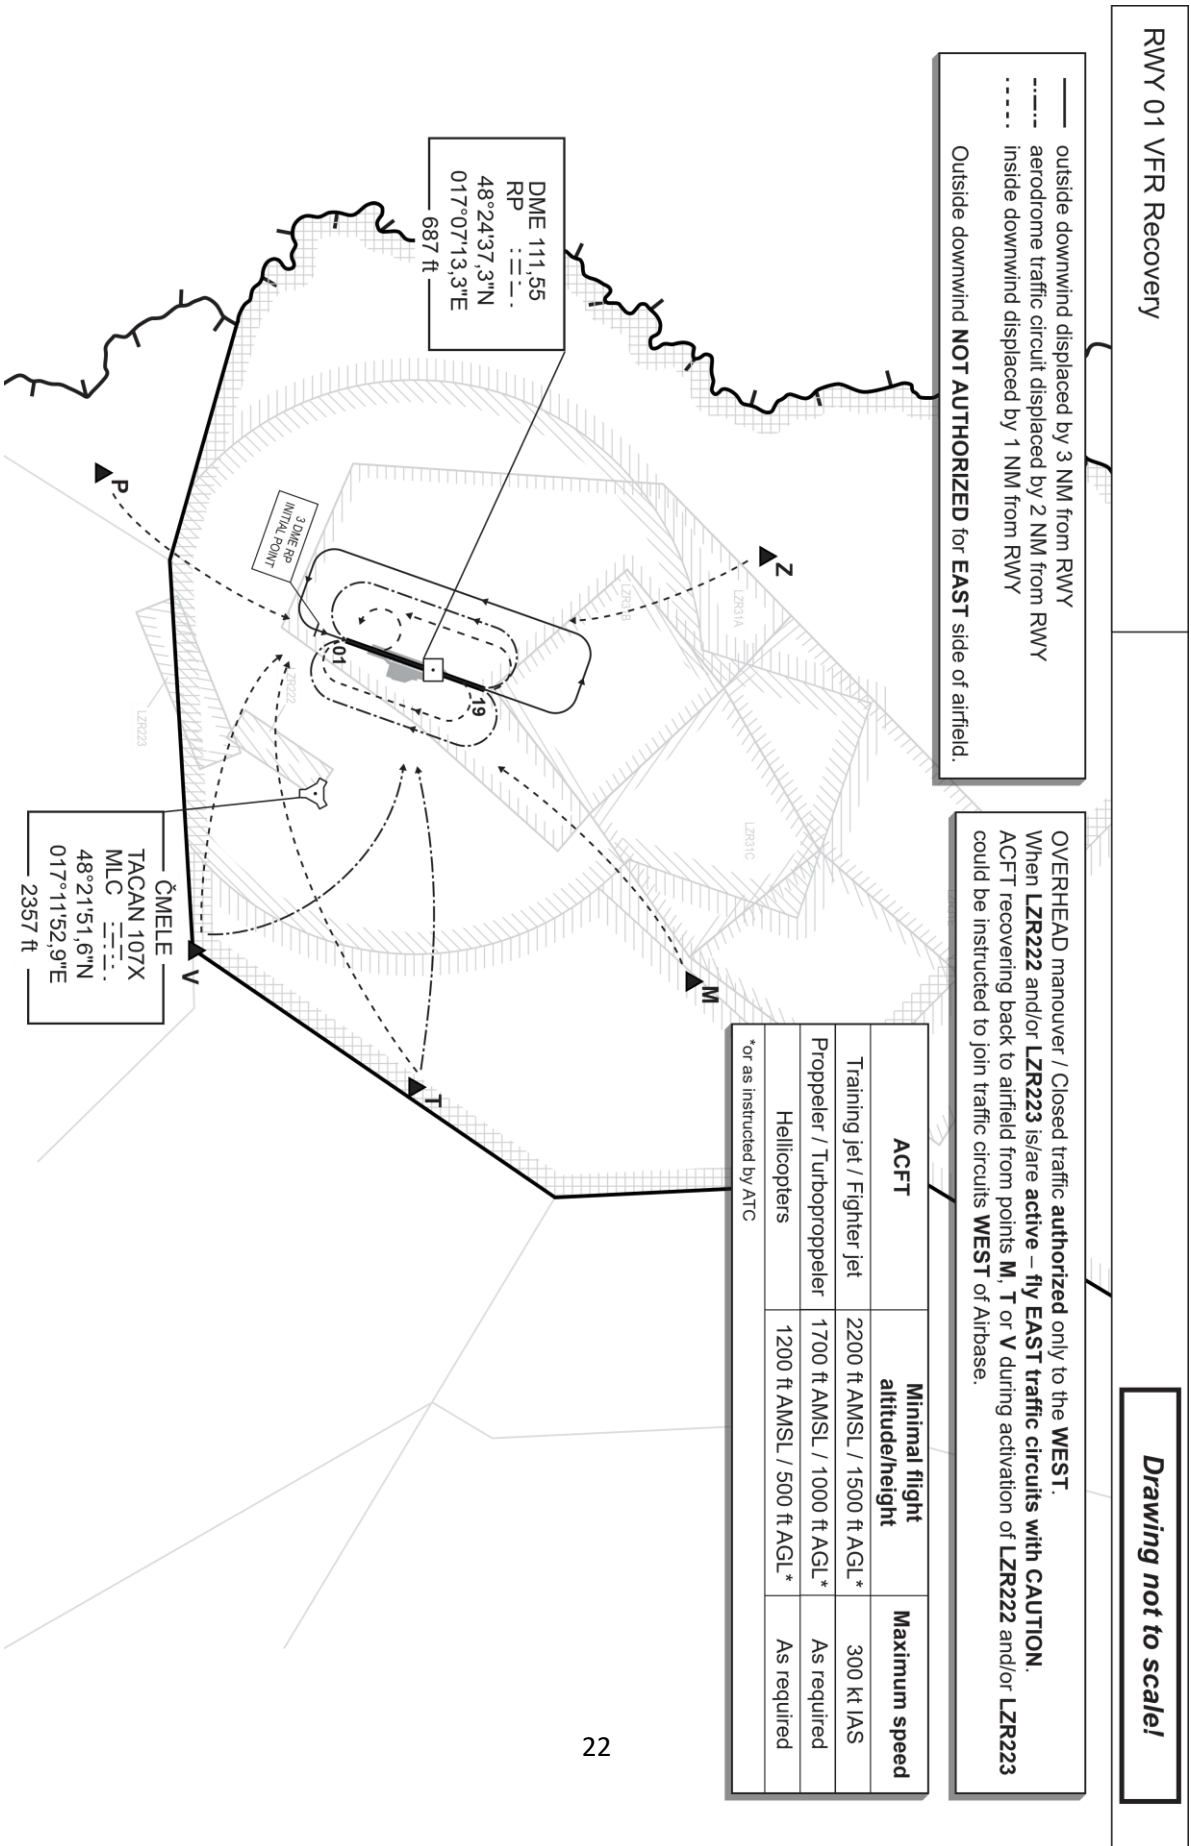 RWY 01 VFR Recovery
Drawing not to scale!
outside downwind displaced by 3 NM from RWY
aerodrome traffic circuit displaced by 2 NM from RWY
inside downwind displaced by 1 NM from RWY
Outside downwind NOT AUTHORIZED for EAST side of airfield.
OVERHEAD manouver / Closed traffic authorized only to the WEST.
When LZR222 and/or LZR223 is/are active – fly EAST traffic circuits with CAUTION.
ACFT recovering back to airfield from points M, T or V during activation of LZR222 and/or LZR223
could be instructed to join traffic circuits WEST of Airbase.
ACFT Minimal flight altitude/height Maximum speed
Training jet / Fighter jet 2200 ft AMSL / 1500 ft AGL* 300 kt IAS
Proppeler / Turboproppeler 1700 ft AMSL / 1000 ft AGL* As required
Hellicopters 1200 ft AMSL / 500 ft AGL* As required
*or as instructed by ATC
Z
M
LZR31A
LZR31B
LZR31C
DME 111,55
RP :=:-.
48°24'37,3"N
017°07'13,3"E
687 ft
19
01
T
3 DME RP
INITIAL POINT
LZR222
LZR223
V
P
ČMELE
TACAN 107X
MLC
48°21'51,6"N
017°11'52,9"E
2357 ft
22